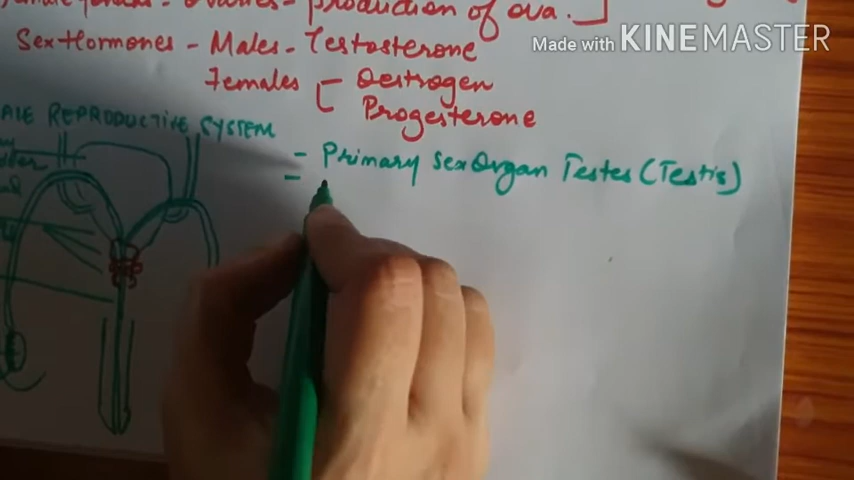 Ovaries - production of ova.]
Sex Hormones - Males - Testosterone
Made with KINEMASTER
Females [ Oestrogen
Progesterone
REPRODUCTIVE SYSTEM
- Primary Sex Organ Testes (Testis)
-